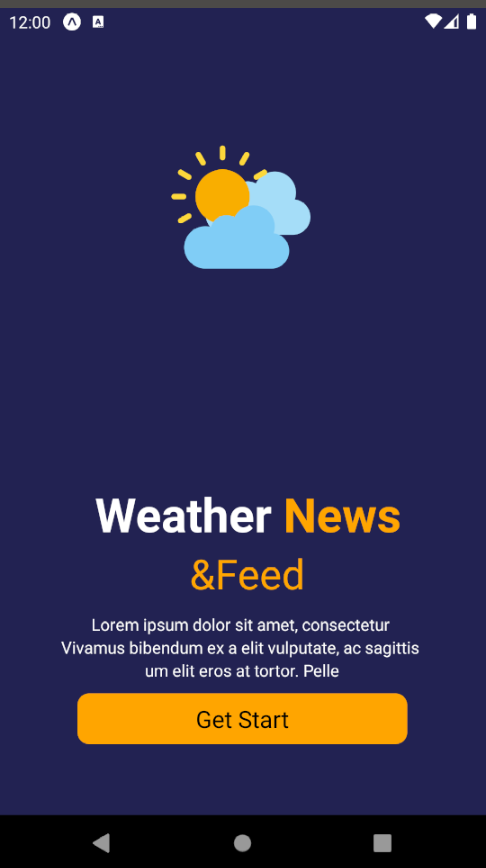 12:00
Weather News
&Feed
Lorem ipsum dolor sit amet, consectetur
Vivamus bibendum ex a elit vulputate, ac sagittis
um elit eros at tortor. Pelle
Get Start